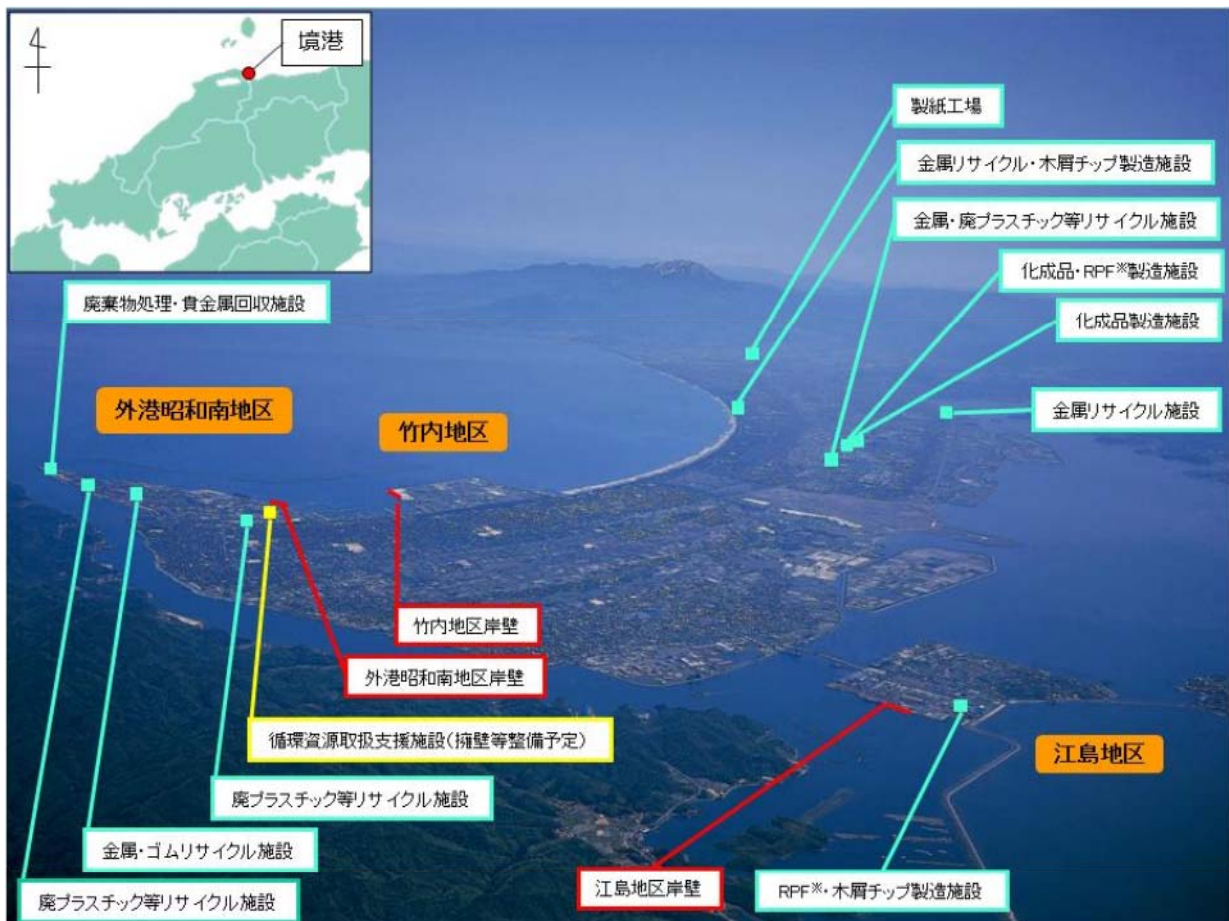 境港
製紙工場
金属リサイクル・木屑チップ製造施設
金属・廃プラスチック等リサイクル施設
化成品・RPF※製造施設
化成品製造施設
廃棄物処理・貴金属回収施設
外港昭和南地区
竹内地区
金属リサイクル施設
竹内地区岸壁
外港昭和南地区岸壁
循環資源取扱支援施設(擁壁等整備予定)
江島地区
廃プラスチック等リサイクル施設
金属・ゴムリサイクル施設
江島地区岸壁
RPF※・木屑チップ製造施設
廃プラスチック等リサイクル施設